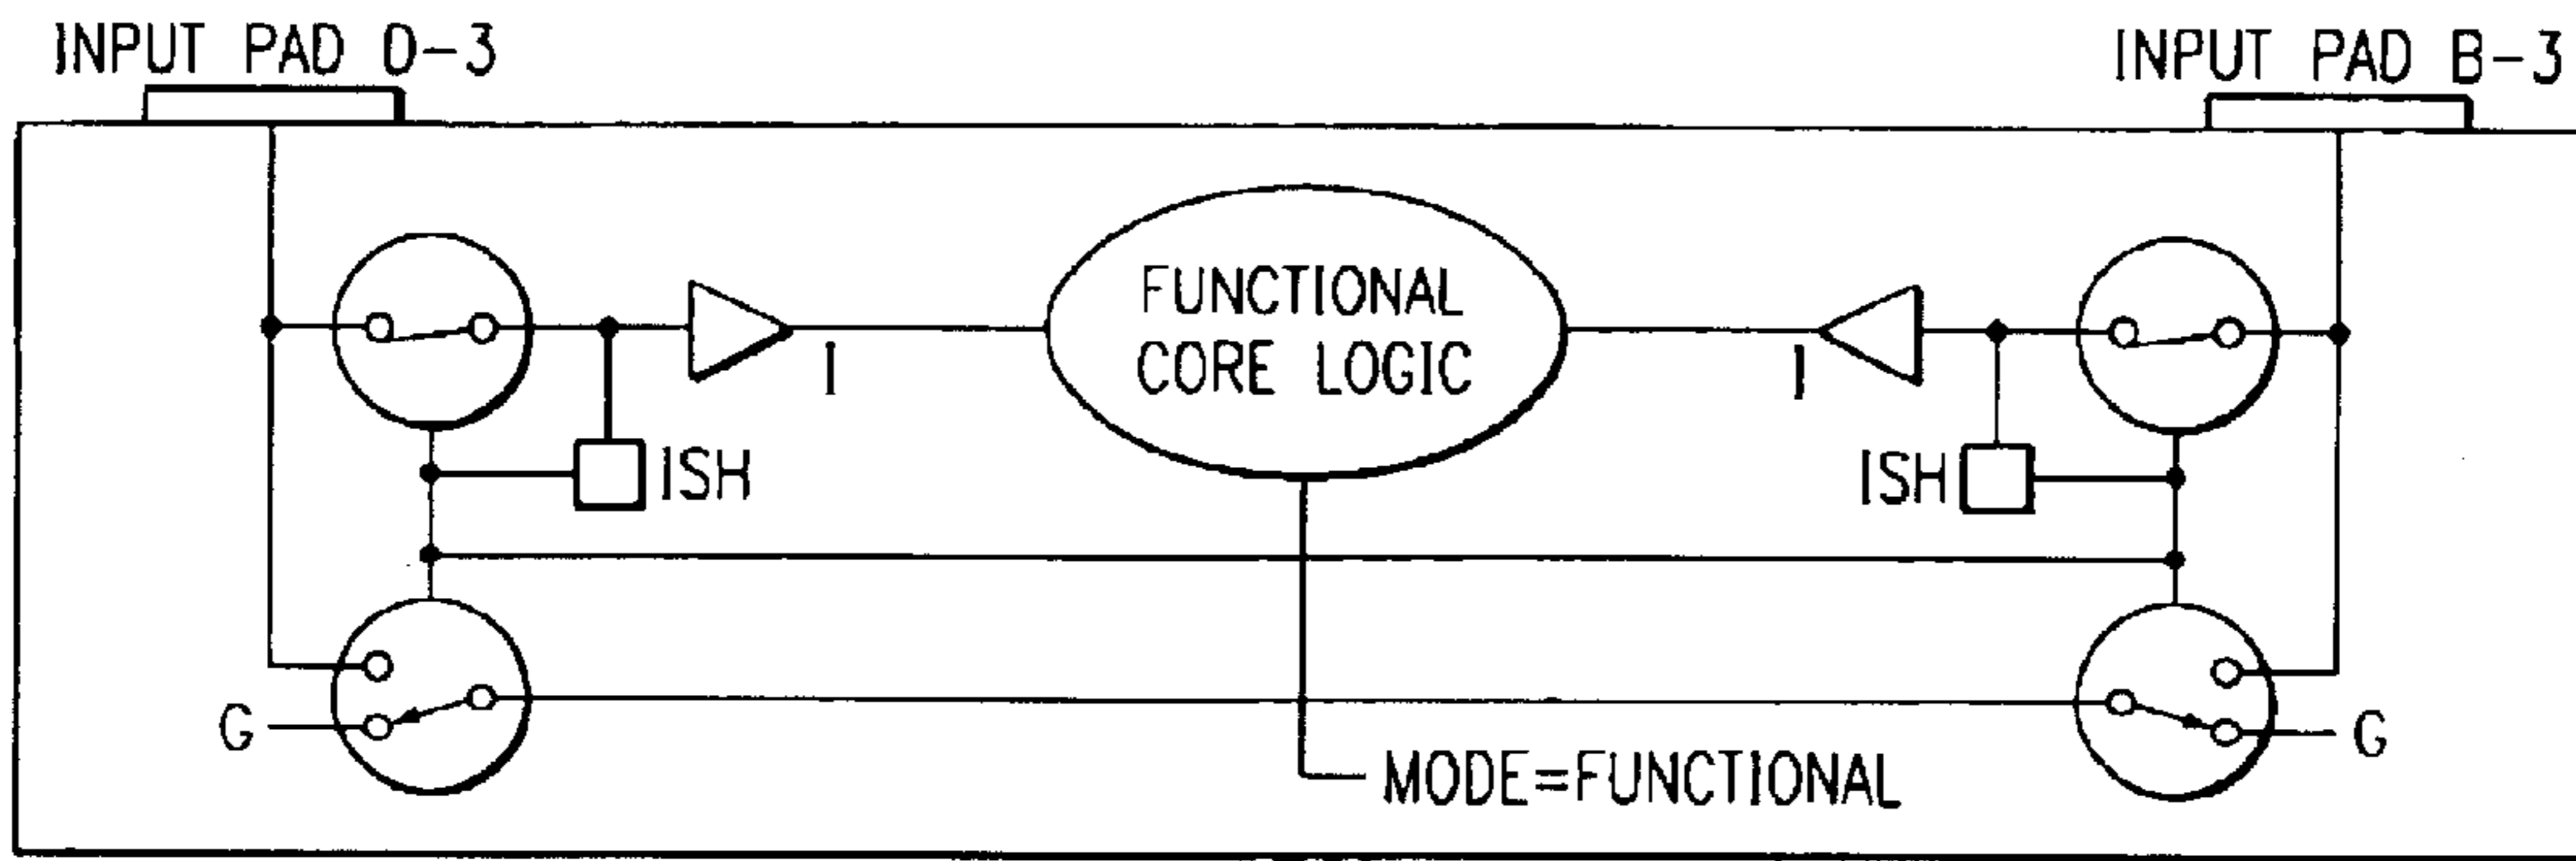 INPUT PAD 0-3
INPUT PAD B-3
FUNCTIONAL
CORE LOGIC
I
I
ISH
ISH
G
G
MODE=FUNCTIONAL